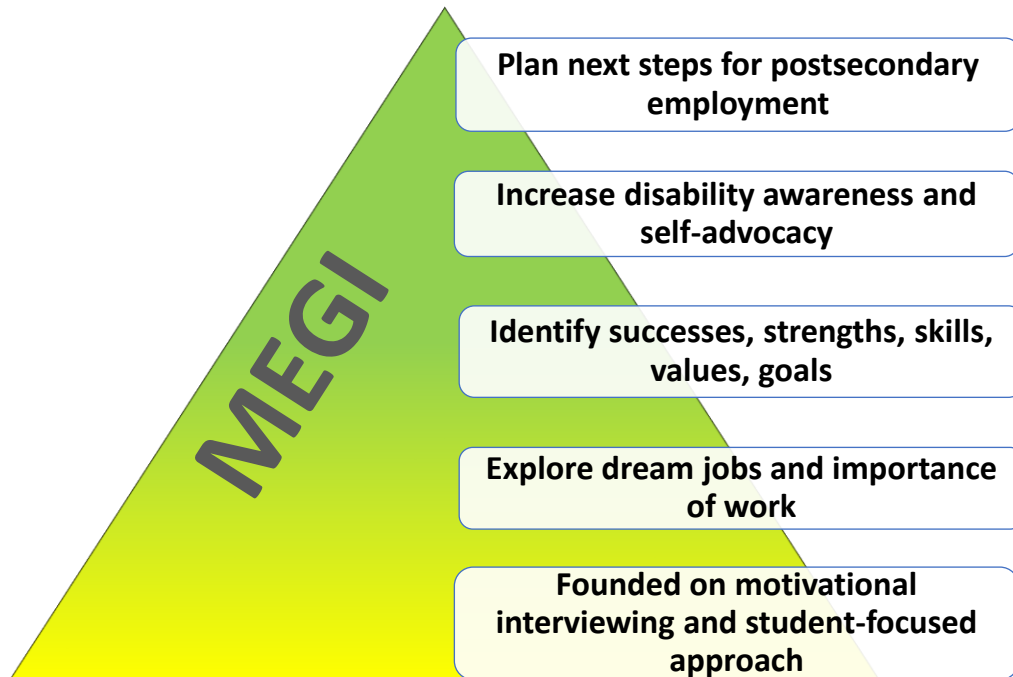 Plan next steps for postsecondary
employment
Increase disability awareness and
self-advocacy
MEGI
Identify successes, strengths, skills,
values, goals
Explore dream jobs and importance
of work
Founded on motivational
interviewing and student-focused
approach